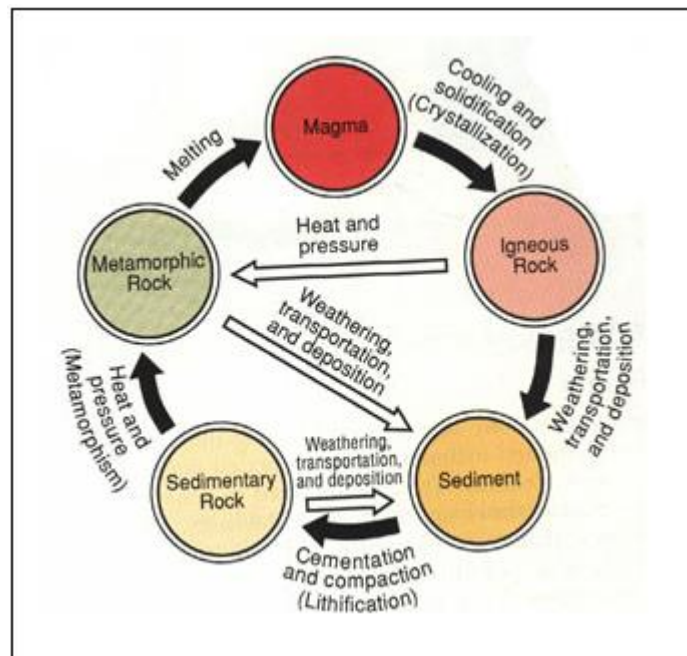 Magma
Cooling and
solidification
(Crystallization)
Melting
Heat and
pressure
Igneous
Rock
Metamorphic
Rock
Weathering,
transportation,
and deposition
Weathering,
transportation,
and deposition
Heat and
pressure
(Metamorphism)
Weathering,
transportation,
and deposition
Sedimentary
Rock
Sediment
Cementation
and compaction
(Lithification)